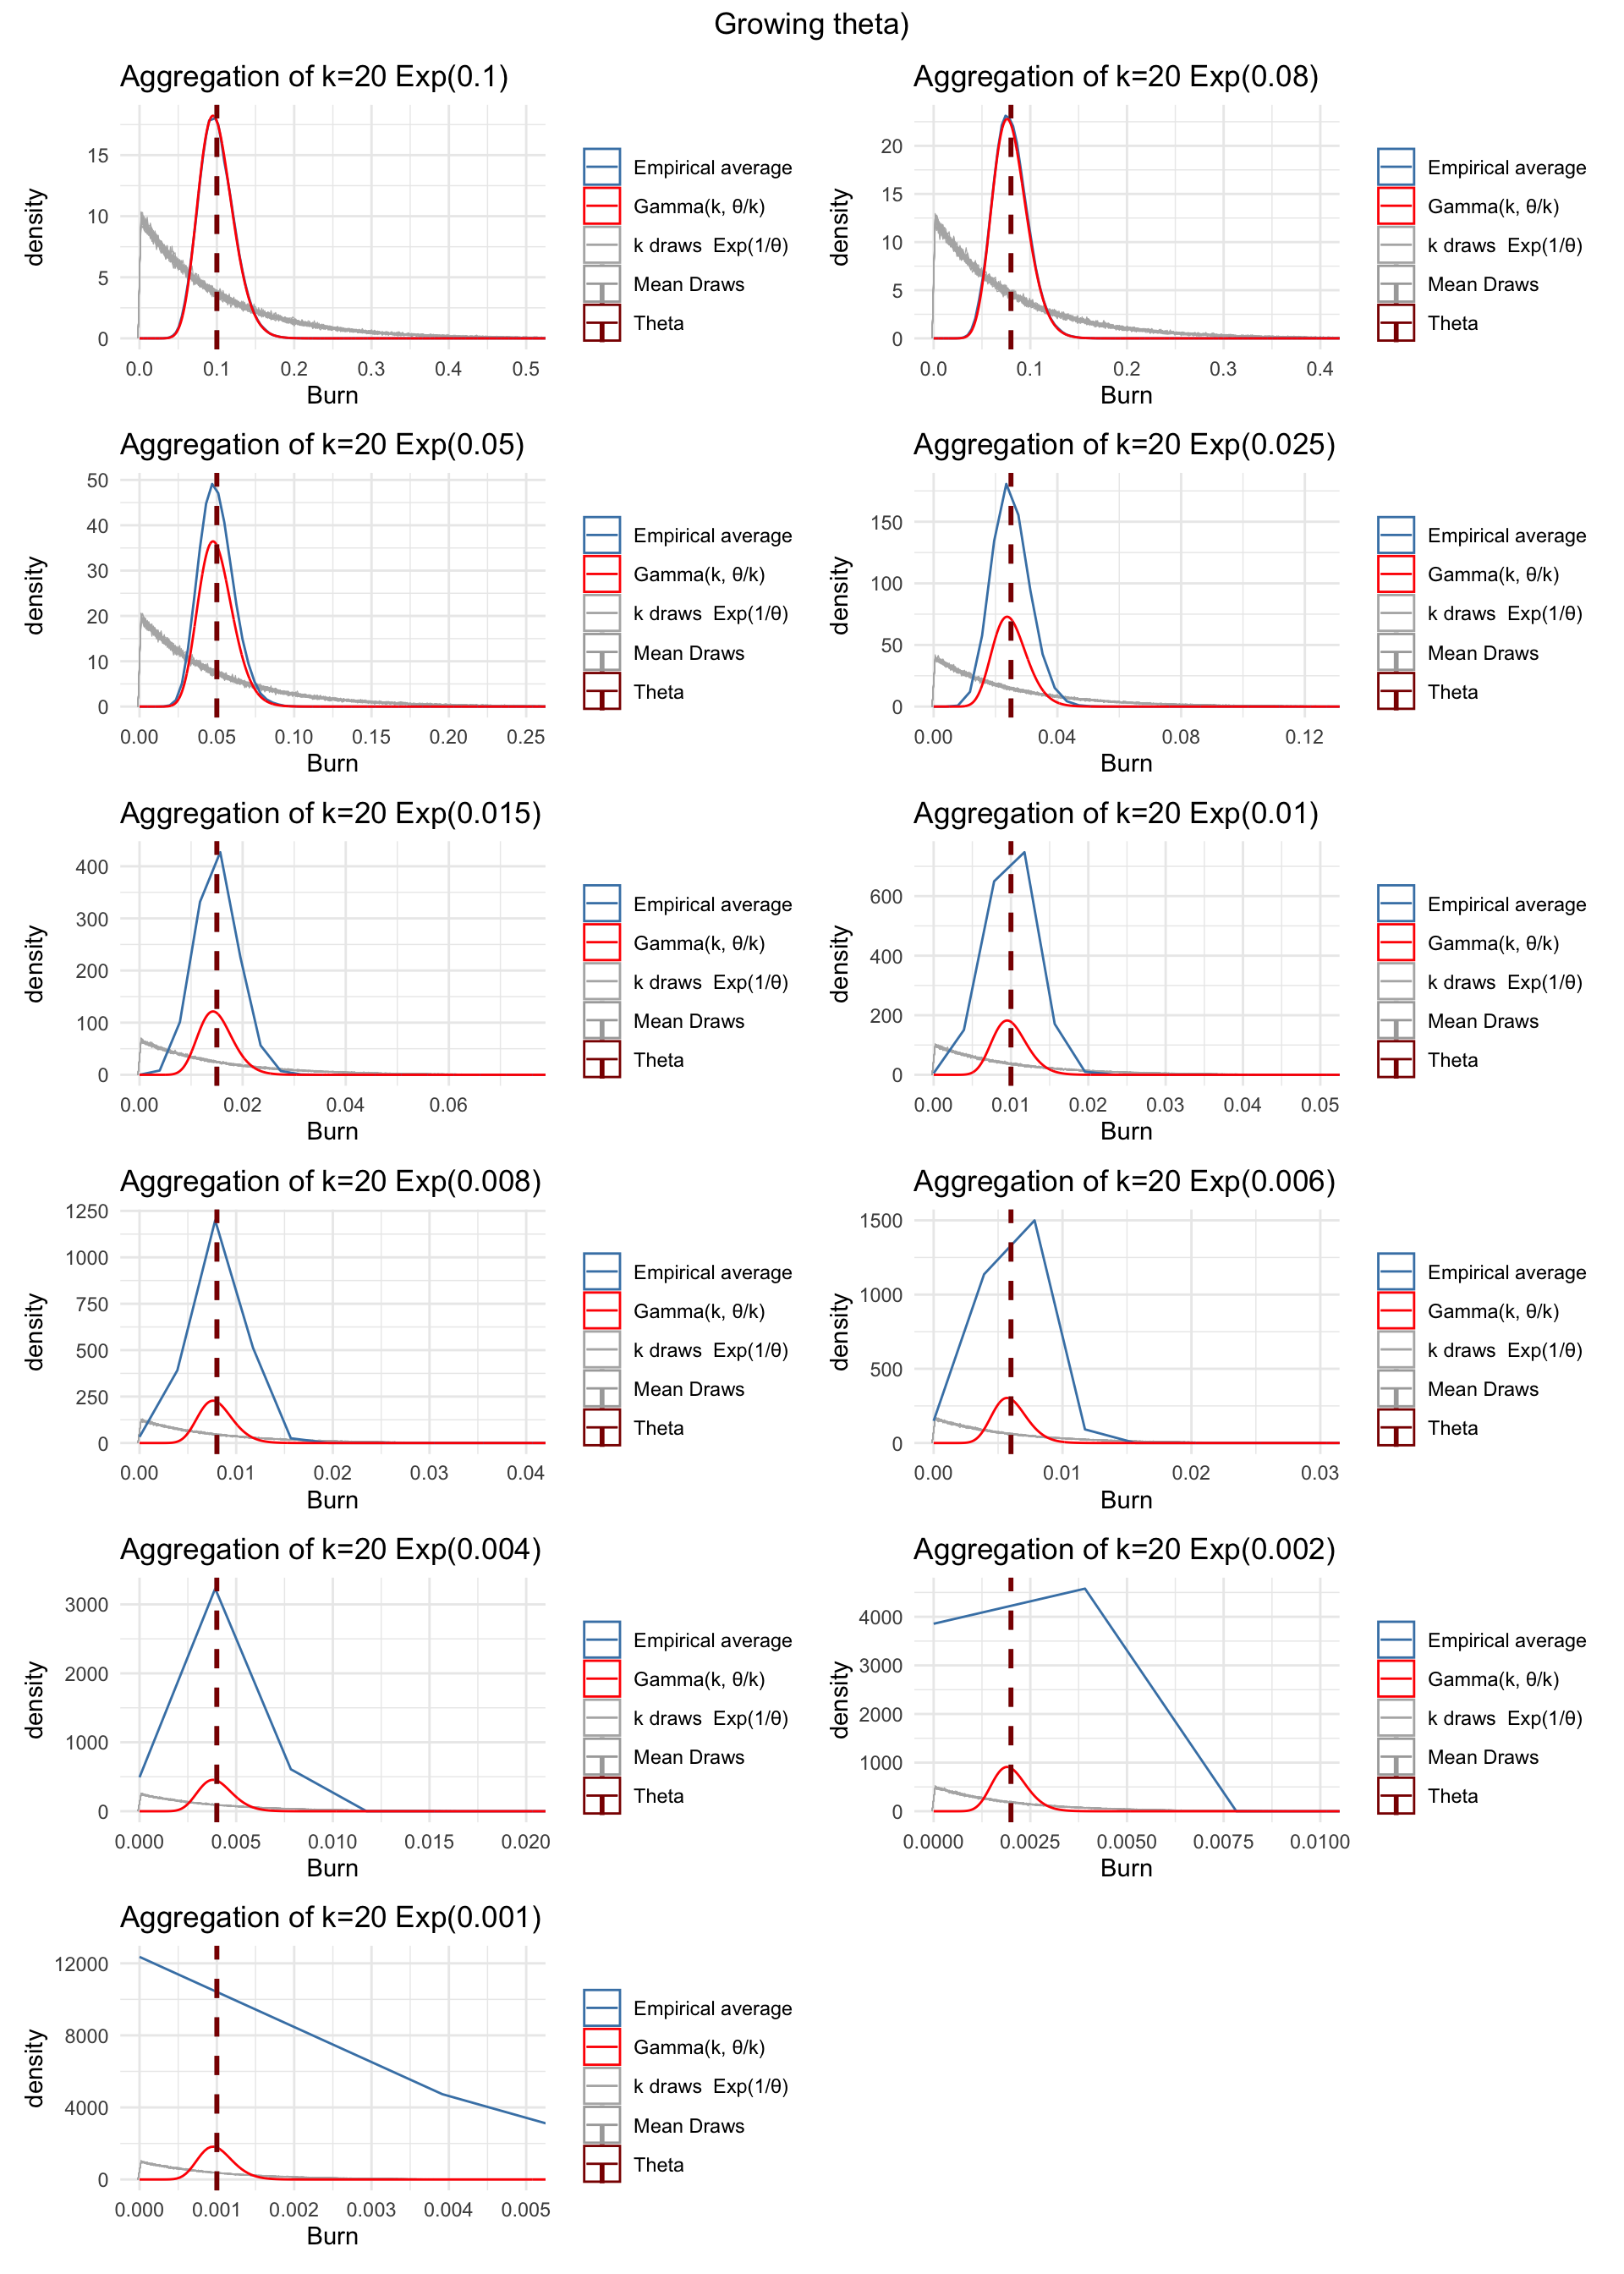 Growing theta)
Aggregation of k=20 Exp(0.1)
density
15
10
5
0
0.0 0.1 0.2 0.3 0.4 0.5
Burn
Empirical average
Gamma(k, θ/k)
k draws Exp(1/θ)
Mean Draws
Theta
Aggregation of k=20 Exp(0.08)
density
20
15
10
5
0
0.0 0.1 0.2 0.3 0.4
Burn
Empirical average
Gamma(k, θ/k)
k draws Exp(1/θ)
Mean Draws
Theta
Aggregation of k=20 Exp(0.05)
density
50
40
30
20
10
0
0.00 0.05 0.10 0.15 0.20 0.25
Burn
Empirical average
Gamma(k, θ/k)
k draws Exp(1/θ)
Mean Draws
Theta
Aggregation of k=20 Exp(0.025)
density
150
100
50
0
0.00 0.04 0.08 0.12
Burn
Empirical average
Gamma(k, θ/k)
k draws Exp(1/θ)
Mean Draws
Theta
Aggregation of k=20 Exp(0.015)
density
400
300
200
100
0
0.00 0.02 0.04 0.06
Burn
Empirical average
Gamma(k, θ/k)
k draws Exp(1/θ)
Mean Draws
Theta
Aggregation of k=20 Exp(0.01)
density
600
400
200
0
0.00 0.01 0.02 0.03 0.04 0.05
Burn
Empirical average
Gamma(k, θ/k)
k draws Exp(1/θ)
Mean Draws
Theta
Aggregation of k=20 Exp(0.008)
density
1250
1000
750
500
250
0
0.00 0.01 0.02 0.03 0.04
Burn
Empirical average
Gamma(k, θ/k)
k draws Exp(1/θ)
Mean Draws
Theta
Aggregation of k=20 Exp(0.006)
density
1500
1000
500
0
0.00 0.01 0.02 0.03
Burn
Empirical average
Gamma(k, θ/k)
k draws Exp(1/θ)
Mean Draws
Theta
Aggregation of k=20 Exp(0.004)
density
3000
2000
1000
0
0.000 0.005 0.010 0.015 0.020
Burn
Empirical average
Gamma(k, θ/k)
k draws Exp(1/θ)
Mean Draws
Theta
Aggregation of k=20 Exp(0.002)
density
4000
3000
2000
1000
0
0.0000 0.0025 0.0050 0.0075 0.0100
Burn
Empirical average
Gamma(k, θ/k)
k draws Exp(1/θ)
Mean Draws
Theta
Aggregation of k=20 Exp(0.001)
density
12000
8000
4000
0
0.000 0.001 0.002 0.003 0.004 0.005
Burn
Empirical average
Gamma(k, θ/k)
k draws Exp(1/θ)
Mean Draws
Theta